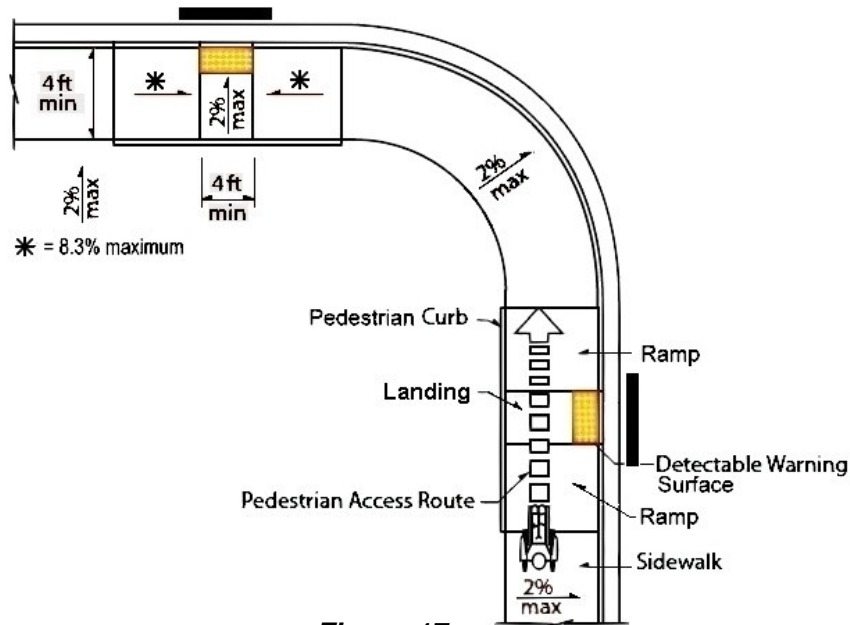 4ft
min
2%
max
2%
max
4ft
min
* = 8.3% maximum
2%
max
Pedestrian Curb
Ramp
Landing
Detectable Warning
Surface
Pedestrian Access Route
Ramp
Sidewalk
2%
max